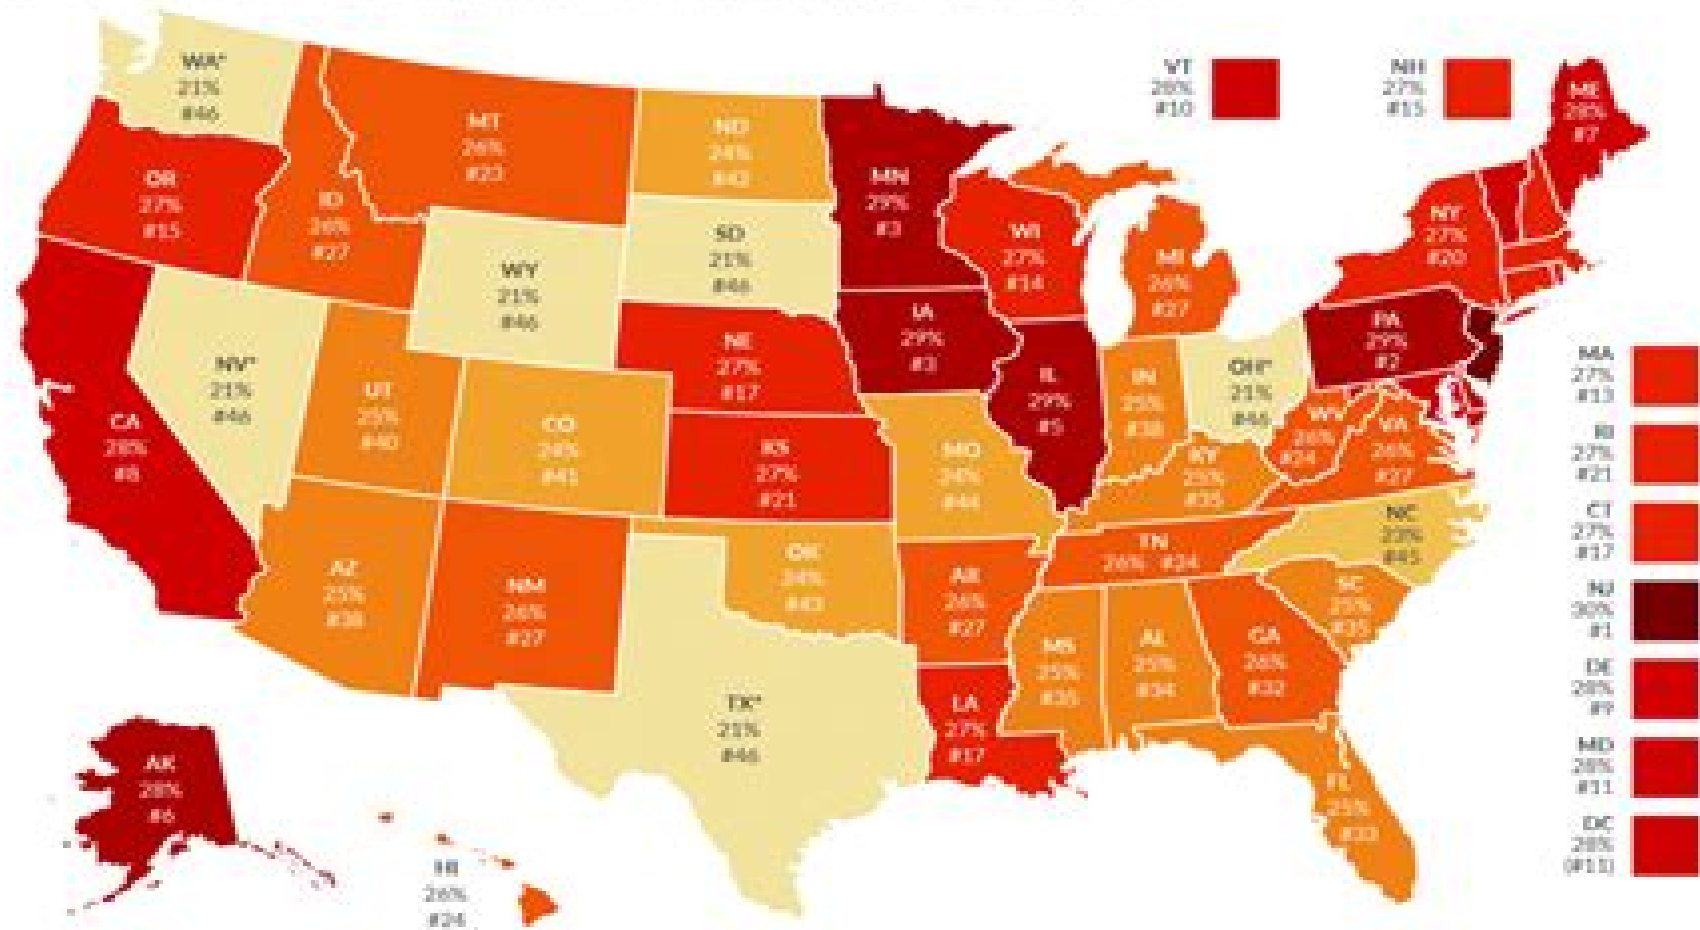 WA*
21%
#46
OR
27%
#15
CA
28%
#8
NV*
21%
#46
ID
26%
#27
MT
26%
#23
WY
21%
#46
UT
25%
#40
AZ
25%
#38
CO
24%
#41
NM
26%
#27
ND
24%
#42
SD
21%
#46
NE
27%
#17
KS
27%
#21
OK
24%
#43
TX*
21%
#46
MN
29%
#3
IA
29%
#3
MO
24%
#44
AR
26%
#27
LA
27%
#17
WI
27%
#14
IL
29%
#5
MI
26%
#27
IN
25%
#38
OH*
21%
#46
KY
25%
#35
TN
26% #24
MS
25%
#35
AL
25%
#34
GA
26%
#32
FL
25%
#33
SC
25%
#35
NC
23%
#45
WV
26%
#24
VA
26%
#27
PA
29%
#2
NY
27%
#20
ME
28%
#7
VT
28%
#10
NH
27%
#15
MA
27%
#13
RI
27%
#21
CT
27%
#17
NJ
30%
#1
DE
28%
#9
MD
28%
#11
DC
28%
(#11)
AK
28%
#6
HI
26%
#24